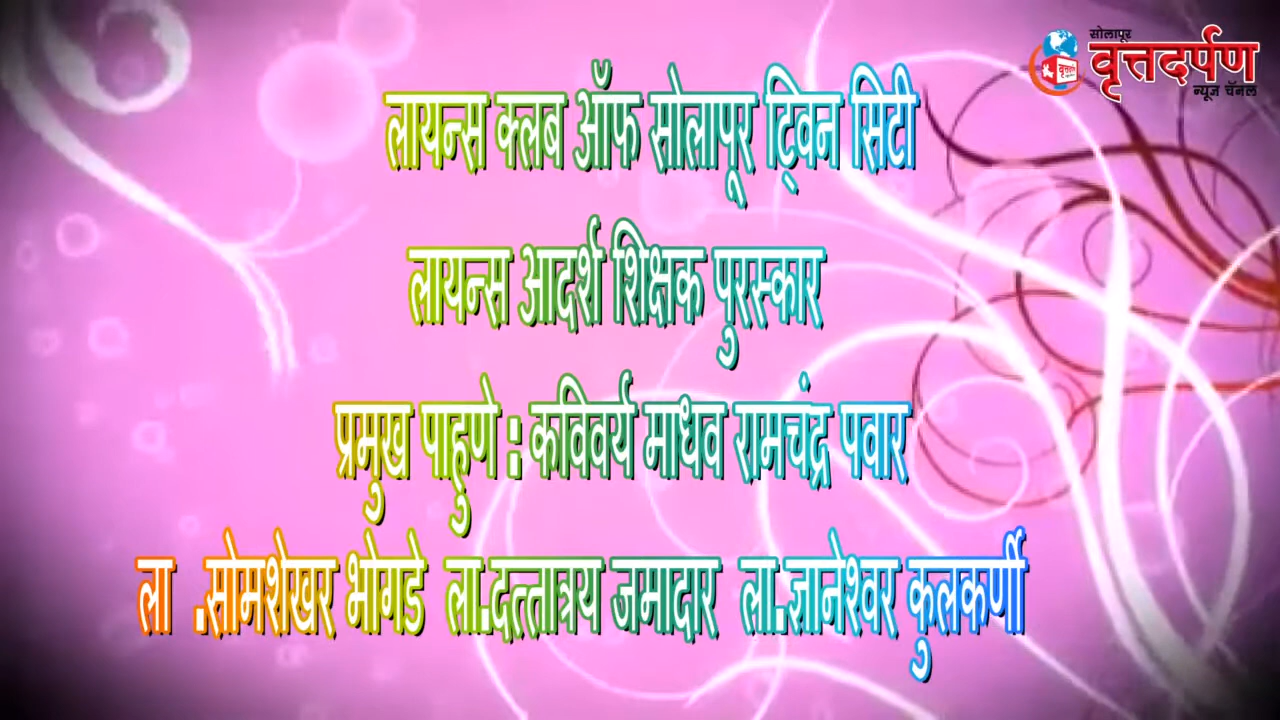 सोलापूर
वृत्तदर्पण
न्यूज चॅनल
लायन्स क्लब ऑफ सोलापूर ट्विन सिटी
लायन्स आदर्श शिक्षक पुरस्कार
प्रमुख पाहुणे : कविवर्य माधव रामचंद्र पवार
ला .सोमशेखर भोगडे ला.दत्तात्रय जमादार ला.ज्ञानेश्वर कुलकर्णी